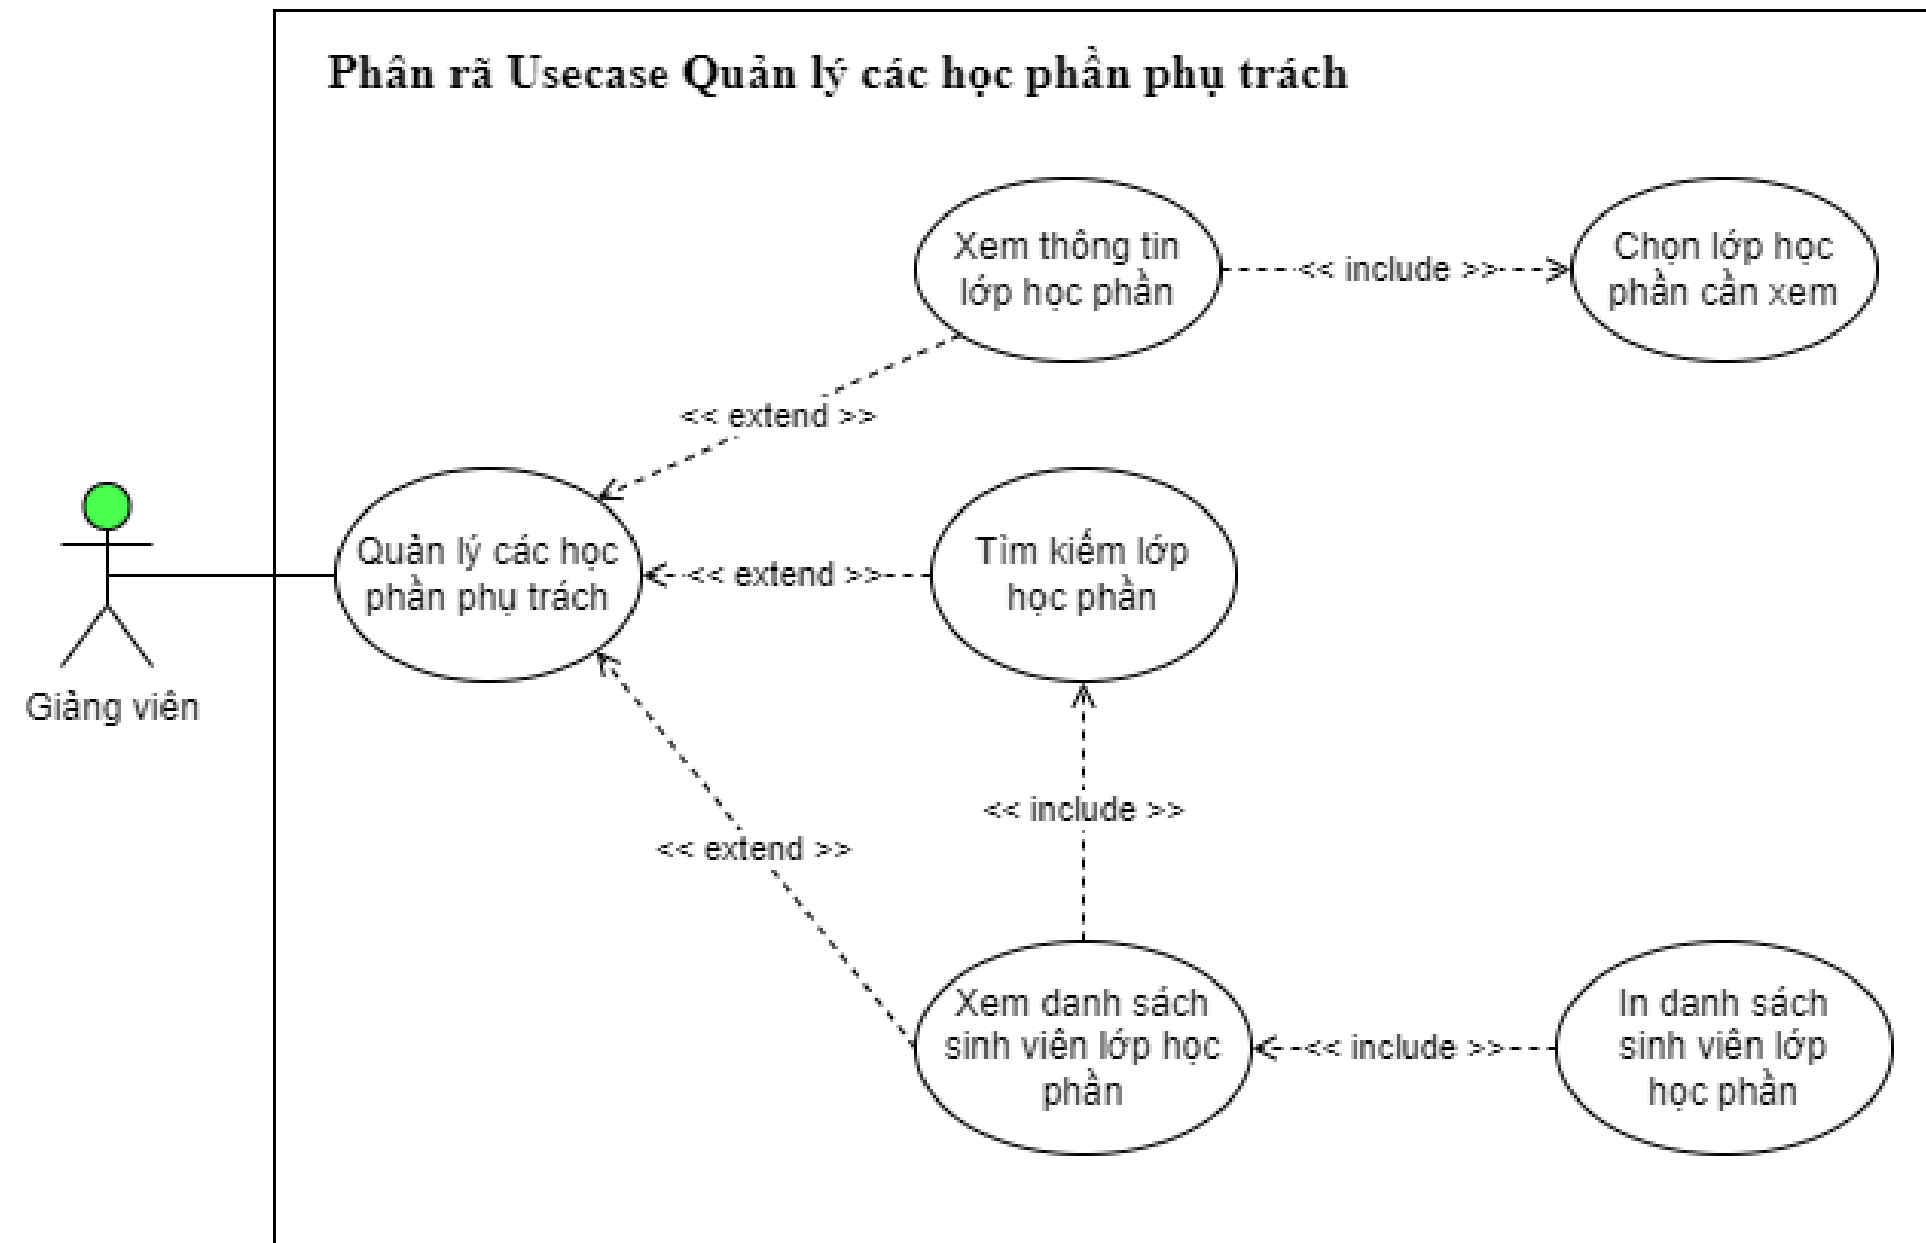 Phân rã Usecase Quản lý các học phần phụ trách
Xem thông tin
lớp học phần
<< include >>
Chọn lớp học
phần cần xem
<< extend >>
Quản lý các học
phần phụ trách
<< extend >>
Tìm kiếm lớp
học phần
Giảng viên
<< include >>
<< extend >>
Xem danh sách
sinh viên lớp học
phần
<< include >>
In danh sách
sinh viên lớp
học phần